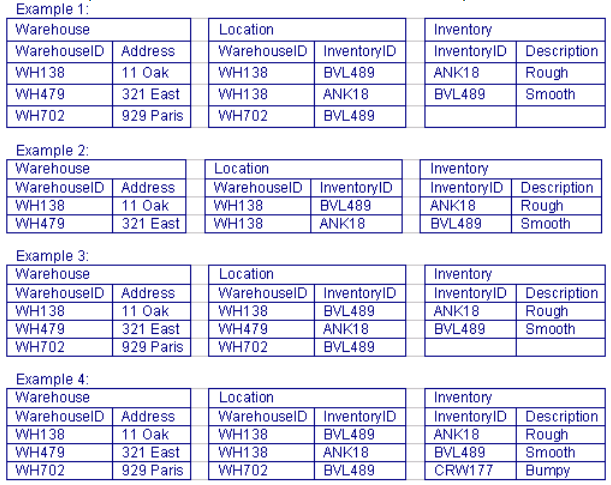 Example 1:
Warehouse Location Inventory
WarehouseID Address WarehouseID InventoryID InventoryID Description
WH138 11 Oak WH138 BVL489 ANK18 Rough
WH479 321 East WH138 ANK18 BVL489 Smooth
WH702 929 Paris WH702 BVL489
Example 2:
Warehouse Location Inventory
WarehouseID Address WarehouseID InventoryID InventoryID Description
WH138 11 Oak WH138 BVL489 ANK18 Rough
WH479 321 East WH138 ANK18 BVL489 Smooth
Example 3:
Warehouse Location Inventory
WarehouseID Address WarehouseID InventoryID InventoryID Description
WH138 11 Oak WH138 BVL489 ANK18 Rough
WH479 321 East WH479 ANK18 BVL489 Smooth
WH702 929 Paris WH702 BVL489
Example 4:
Warehouse Location Inventory
WarehouseID Address WarehouseID InventoryID InventoryID Description
WH138 11 Oak WH138 BVL489 ANK18 Rough
WH479 321 East WH138 ANK18 BVL489 Smooth
WH702 929 Paris WH702 BVL489 CRW177 Bumpy